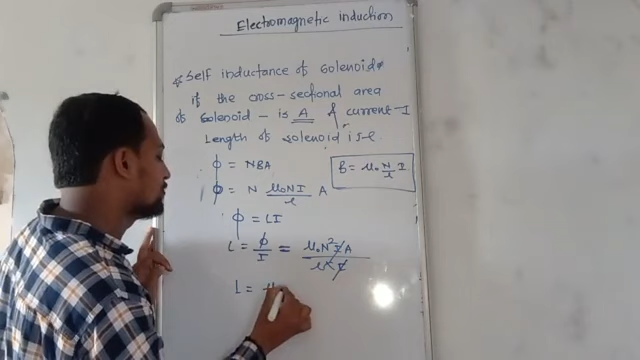 Electromagnetic induction
* Self inductance of Solenoid
if the cross-sectional area
of Solenoid - is A & current-I
Length of solenoid is-l.
ϕ = NBA
B = μ₀ N/l I
ϕ = N μ₀NI/l A
ϕ = LI
L = ϕ/I = μ₀N²IA/l × I
L = μ